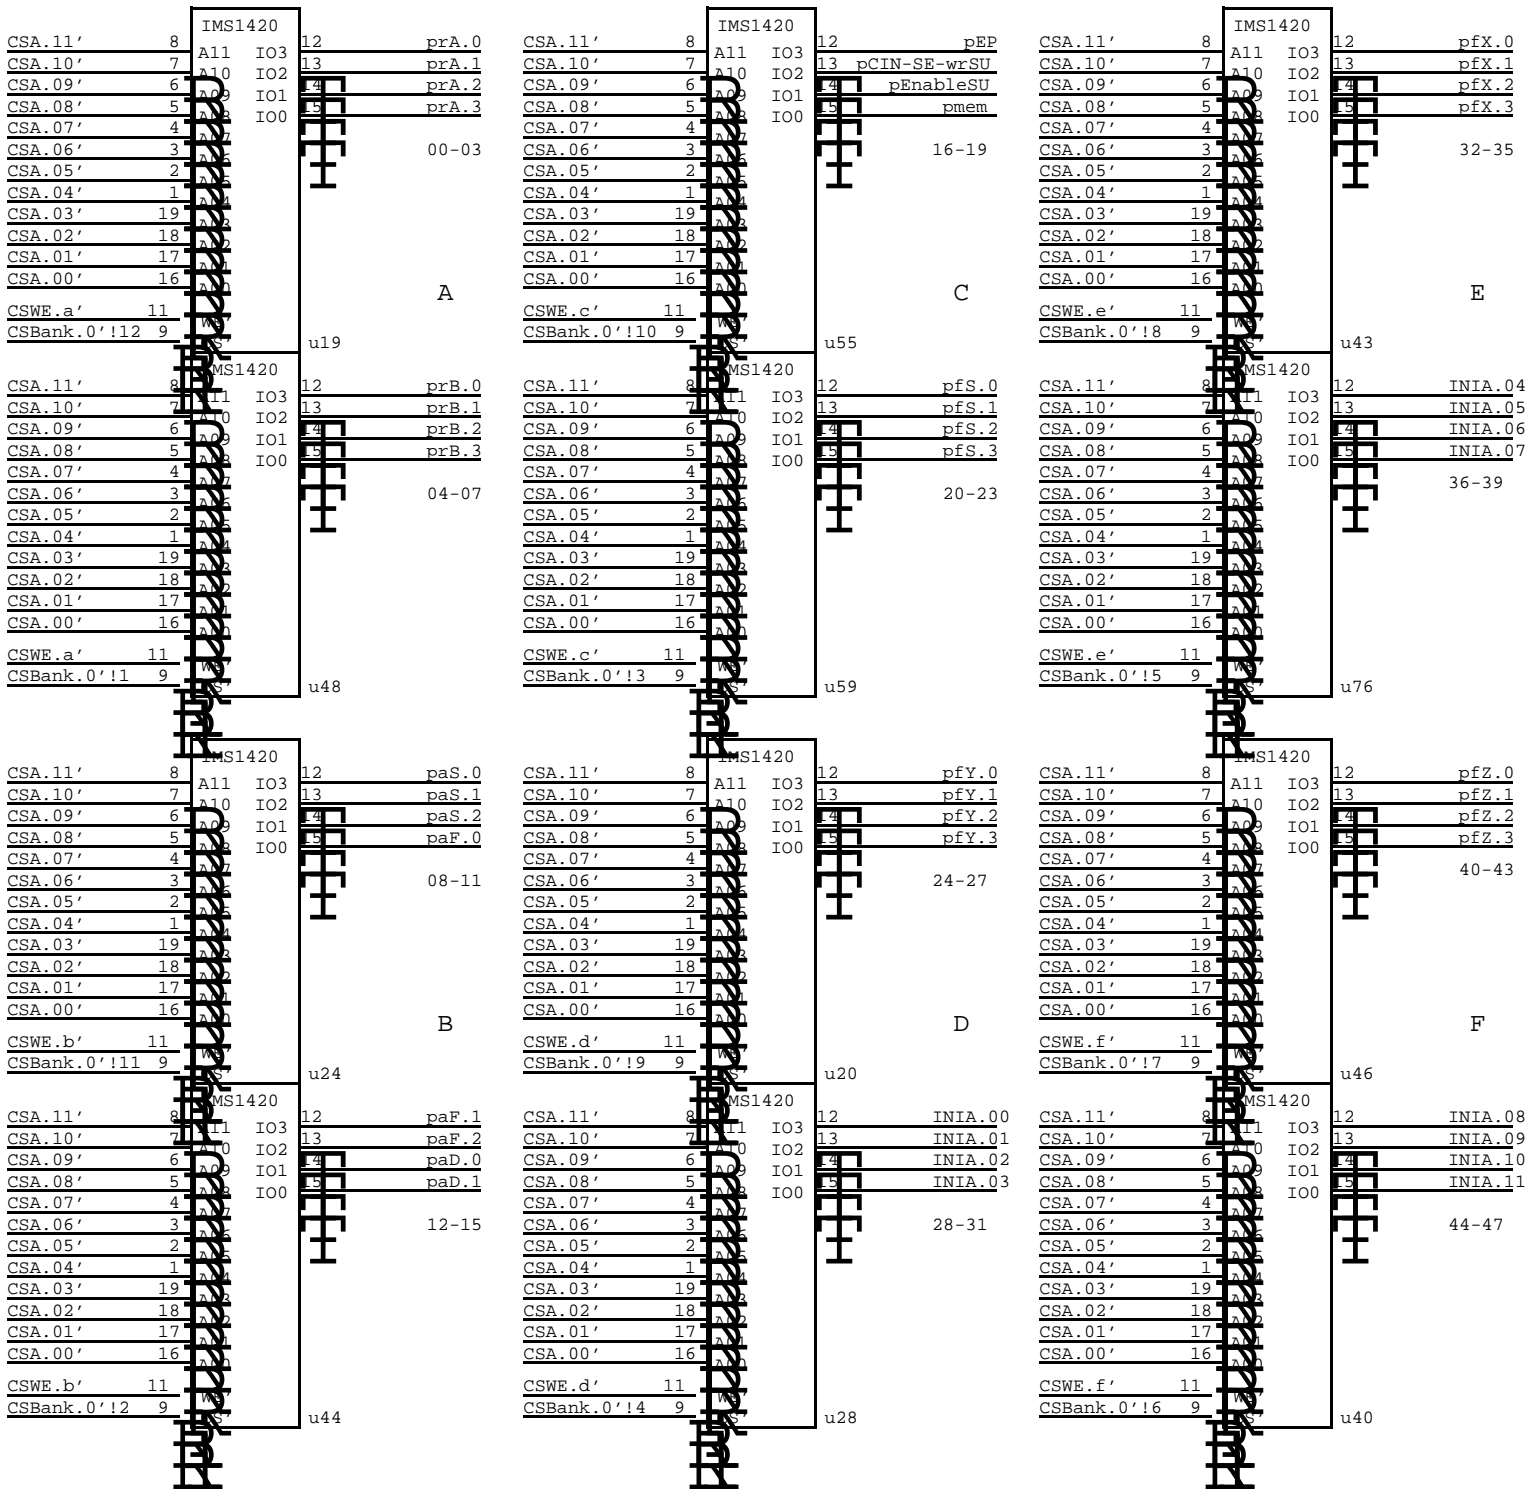 IMS1420
CSA.11′ 8 A11 IO3 12 prA.0
CSA.10′ 7 A10 IO2 13 prA.1
CSA.09′ 6 A09 IO1 14 prA.2
CSA.08′ 5 A08 IO0 15 prA.3
CSA.07′ 4
CSA.06′ 3 00-03
CSA.05′ 2
CSA.04′ 1
CSA.03′ 19
CSA.02′ 18
CSA.01′ 17
CSA.00′ 16
A
CSWE.a′ 11
CSBank.0′!12 9
u19
IMS1420
CSA.11′ 8 A11 IO3 12 prB.0
CSA.10′ 7 A10 IO2 13 prB.1
CSA.09′ 6 A09 IO1 14 prB.2
CSA.08′ 5 A08 IO0 15 prB.3
CSA.07′ 4
CSA.06′ 3 04-07
CSA.05′ 2
CSA.04′ 1
CSA.03′ 19
CSA.02′ 18
CSA.01′ 17
CSA.00′ 16
CSWE.a′ 11
CSBank.0′!1 9
u48
IMS1420
CSA.11′ 8 A11 IO3 12 paS.0
CSA.10′ 7 A10 IO2 13 paS.1
CSA.09′ 6 A09 IO1 14 paS.2
CSA.08′ 5 A08 IO0 15 paF.0
CSA.07′ 4
CSA.06′ 3 08-11
CSA.05′ 2
CSA.04′ 1
CSA.03′ 19
CSA.02′ 18
CSA.01′ 17
CSA.00′ 16
B
CSWE.b′ 11
CSBank.0′!11 9
u24
IMS1420
CSA.11′ 8 A11 IO3 12 paF.1
CSA.10′ 7 A10 IO2 13 paF.2
CSA.09′ 6 A09 IO1 14 paD.0
CSA.08′ 5 A08 IO0 15 paD.1
CSA.07′ 4
CSA.06′ 3 12-15
CSA.05′ 2
CSA.04′ 1
CSA.03′ 19
CSA.02′ 18
CSA.01′ 17
CSA.00′ 16
CSWE.b′ 11
CSBank.0′!2 9
u44
IMS1420
CSA.11′ 8 A11 IO3 12 pEP
CSA.10′ 7 A10 IO2 13 pCIN-SE-wrSU
CSA.09′ 6 A09 IO1 14 pEnableSU
CSA.08′ 5 A08 IO0 15 pmem
CSA.07′ 4
CSA.06′ 3 16-19
CSA.05′ 2
CSA.04′ 1
CSA.03′ 19
CSA.02′ 18
CSA.01′ 17
CSA.00′ 16
C
CSWE.c′ 11
CSBank.0′!10 9
u55
IMS1420
CSA.11′ 8 A11 IO3 12 pfS.0
CSA.10′ 7 A10 IO2 13 pfS.1
CSA.09′ 6 A09 IO1 14 pfS.2
CSA.08′ 5 A08 IO0 15 pfS.3
CSA.07′ 4
CSA.06′ 3 20-23
CSA.05′ 2
CSA.04′ 1
CSA.03′ 19
CSA.02′ 18
CSA.01′ 17
CSA.00′ 16
CSWE.c′ 11
CSBank.0′!3 9
u59
IMS1420
CSA.11′ 8 A11 IO3 12 pfY.0
CSA.10′ 7 A10 IO2 13 pfY.1
CSA.09′ 6 A09 IO1 14 pfY.2
CSA.08′ 5 A08 IO0 15 pfY.3
CSA.07′ 4
CSA.06′ 3 24-27
CSA.05′ 2
CSA.04′ 1
CSA.03′ 19
CSA.02′ 18
CSA.01′ 17
CSA.00′ 16
D
CSWE.d′ 11
CSBank.0′!9 9
u20
IMS1420
CSA.11′ 8 A11 IO3 12 INIA.00
CSA.10′ 7 A10 IO2 13 INIA.01
CSA.09′ 6 A09 IO1 14 INIA.02
CSA.08′ 5 A08 IO0 15 INIA.03
CSA.07′ 4
CSA.06′ 3 28-31
CSA.05′ 2
CSA.04′ 1
CSA.03′ 19
CSA.02′ 18
CSA.01′ 17
CSA.00′ 16
CSWE.d′ 11
CSBank.0′!4 9
u28
IMS1420
CSA.11′ 8 A11 IO3 12 pfX.0
CSA.10′ 7 A10 IO2 13 pfX.1
CSA.09′ 6 A09 IO1 14 pfX.2
CSA.08′ 5 A08 IO0 15 pfX.3
CSA.07′ 4
CSA.06′ 3 32-35
CSA.05′ 2
CSA.04′ 1
CSA.03′ 19
CSA.02′ 18
CSA.01′ 17
CSA.00′ 16
E
CSWE.e′ 11
CSBank.0′!8 9
u43
IMS1420
CSA.11′ 8 A11 IO3 12 INIA.04
CSA.10′ 7 A10 IO2 13 INIA.05
CSA.09′ 6 A09 IO1 14 INIA.06
CSA.08′ 5 A08 IO0 15 INIA.07
CSA.07′ 4 36-39
CSA.06′ 3
CSA.05′ 2
CSA.04′ 1
CSA.03′ 19
CSA.02′ 18
CSA.01′ 17
CSA.00′ 16
CSWE.e′ 11
CSBank.0′!5 9
u76
IMS1420
CSA.11′ 8 A11 IO3 12 pfZ.0
CSA.10′ 7 A10 IO2 13 pfZ.1
CSA.09′ 6 A09 IO1 14 pfZ.2
CSA.08′ 5 A08 IO0 15 pfZ.3
CSA.07′ 4 40-43
CSA.06′ 3
CSA.05′ 2
CSA.04′ 1
CSA.03′ 19
CSA.02′ 18
CSA.01′ 17
CSA.00′ 16
F
CSWE.f′ 11
CSBank.0′!7 9
u46
IMS1420
CSA.11′ 8 A11 IO3 12 INIA.08
CSA.10′ 7 A10 IO2 13 INIA.09
CSA.09′ 6 A09 IO1 14 INIA.10
CSA.08′ 5 A08 IO0 15 INIA.11
CSA.07′ 4
CSA.06′ 3 44-47
CSA.05′ 2
CSA.04′ 1
CSA.03′ 19
CSA.02′ 18
CSA.01′ 17
CSA.00′ 16
CSWE.f′ 11
CSBank.0′!6 9
u40